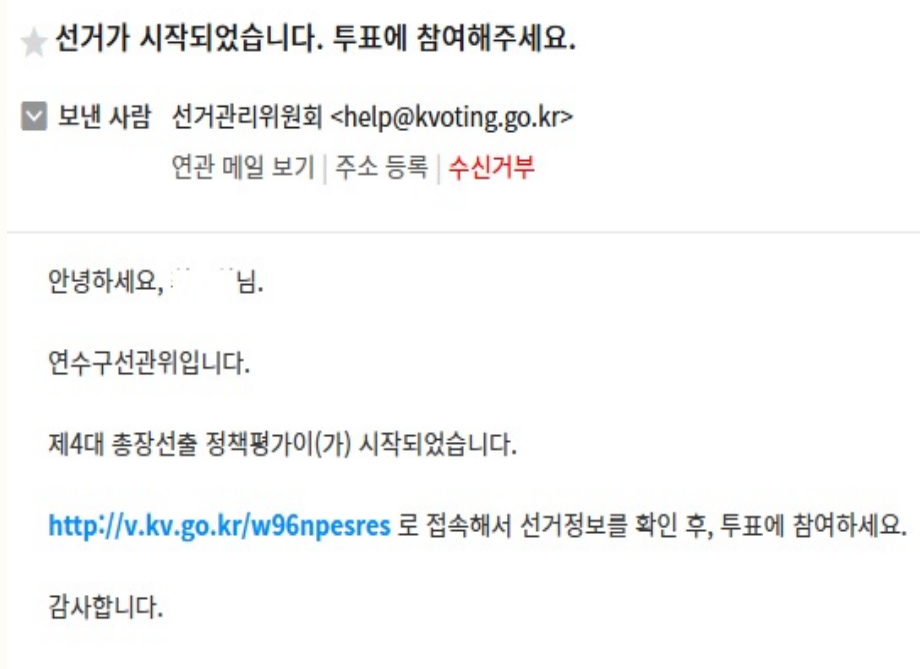 선거가 시작되었습니다. 투표에 참여해주세요.
보낸 사람 선거관리위원회 <help@kvoting.go.kr>
연관 메일 보기 | 주소 등록 | 수신거부
안녕하세요, 님.
연수구선관위입니다.
제4대 총장선출 정책평가이(가) 시작되었습니다.
http://v.kv.go.kr/w96npesres 로 접속해서 선거정보를 확인 후, 투표에 참여하세요.
감사합니다.